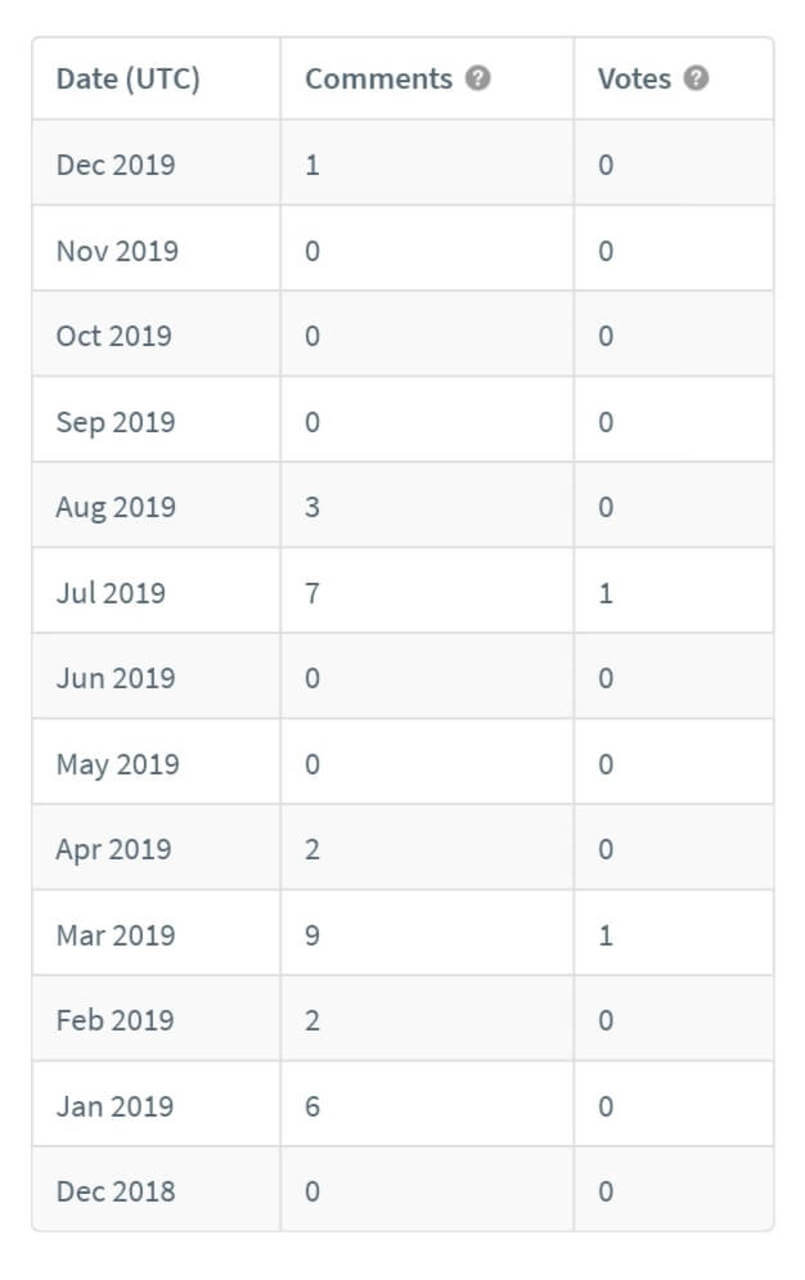 Date (UTC) Comments ? Votes ?
Dec 2019 1 0
Nov 2019 0 0
Oct 2019 0 0
Sep 2019 0 0
Aug 2019 3 0
Jul 2019 7 1
Jun 2019 0 0
May 2019 0 0
Apr 2019 2 0
Mar 2019 9 1
Feb 2019 2 0
Jan 2019 6 0
Dec 2018 0 0